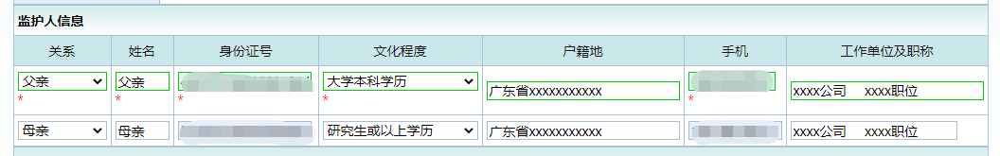 监护人信息
关系 姓名 身份证号 文化程度 户籍地 手机 工作单位及职称
父亲 父亲 大学本科学历 广东省xxxxxxxxxxx xxxx公司 xxxx职位
* * * * *
母亲 母亲 研究生或以上学历 广东省xxxxxxxxxxx xxxx公司 xxxx职位